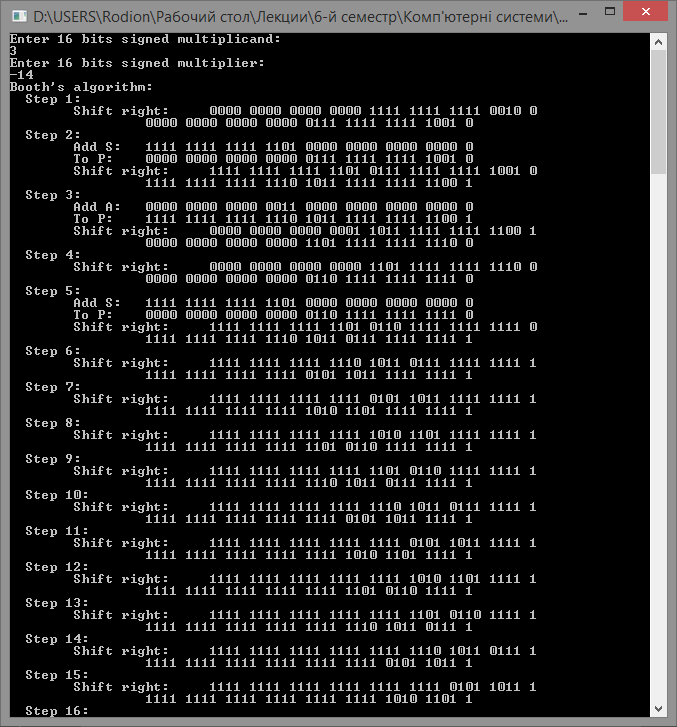 D:\USERS\Rodion\Рабочий стол\Лекции\6-й семестр\Комп'ютерні системи\...
Enter 16 bits signed multiplicand:
3
Enter 16 bits signed multiplier:
-14
Booth's algorithm:
Step 1:
Shift right: 0000 0000 0000 0000 1111 1111 1111 0010 0
0000 0000 0000 0000 0111 1111 1111 1001 0
Step 2:
Add S: 1111 1111 1111 1101 0000 0000 0000 0000 0
To P: 0000 0000 0000 0000 0111 1111 1111 1001 0
Shift right: 1111 1111 1111 1101 0111 1111 1111 1001 0
1111 1111 1111 1110 1011 1111 1111 1100 1
Step 3:
Add A: 0000 0000 0000 0011 0000 0000 0000 0000 0
To P: 1111 1111 1111 1110 1011 1111 1111 1100 1
Shift right: 0000 0000 0000 0001 1011 1111 1111 1100 1
0000 0000 0000 0000 1101 1111 1111 1110 0
Step 4:
Shift right: 0000 0000 0000 0000 1101 1111 1111 1110 0
0000 0000 0000 0000 0110 1111 1111 1111 0
Step 5:
Add S: 1111 1111 1111 1101 0000 0000 0000 0000 0
To P: 0000 0000 0000 0000 0110 1111 1111 1111 0
Shift right: 1111 1111 1111 1101 0110 1111 1111 1111 0
1111 1111 1111 1110 1011 0111 1111 1111 1
Step 6:
Shift right: 1111 1111 1111 1110 1011 0111 1111 1111 1
1111 1111 1111 1111 0101 1011 1111 1111 1
Step 7:
Shift right: 1111 1111 1111 1111 0101 1011 1111 1111 1
1111 1111 1111 1111 1010 1101 1111 1111 1
Step 8:
Shift right: 1111 1111 1111 1111 1010 1101 1111 1111 1
1111 1111 1111 1111 1101 0110 1111 1111 1
Step 9:
Shift right: 1111 1111 1111 1111 1101 0110 1111 1111 1
1111 1111 1111 1111 1110 1011 0111 1111 1
Step 10:
Shift right: 1111 1111 1111 1111 1110 1011 0111 1111 1
1111 1111 1111 1111 1111 0101 1011 1111 1
Step 11:
Shift right: 1111 1111 1111 1111 1111 0101 1011 1111 1
1111 1111 1111 1111 1111 1010 1101 1111 1
Step 12:
Shift right: 1111 1111 1111 1111 1111 1010 1101 1111 1
1111 1111 1111 1111 1111 1101 0110 1111 1
Step 13:
Shift right: 1111 1111 1111 1111 1111 1101 0110 1111 1
1111 1111 1111 1111 1111 1110 1011 0111 1
Step 14:
Shift right: 1111 1111 1111 1111 1111 1110 1011 0111 1
1111 1111 1111 1111 1111 1111 0101 1011 1
Step 15:
Shift right: 1111 1111 1111 1111 1111 1111 0101 1011 1
1111 1111 1111 1111 1111 1111 1010 1101 1
Step 16: